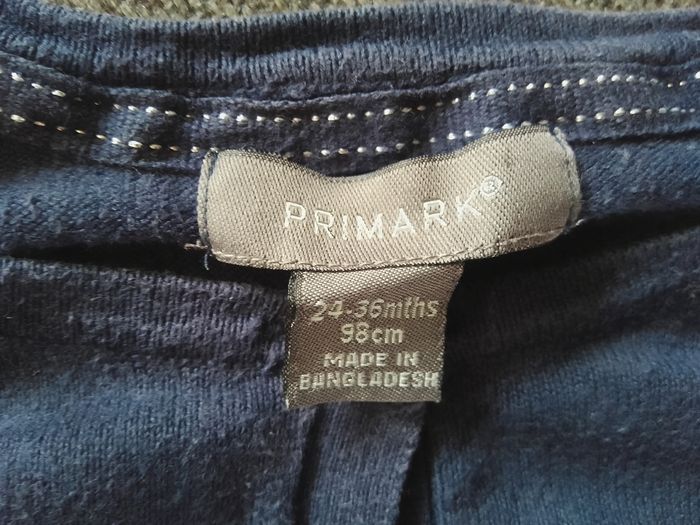 PRIMARK®
24-36mths
98cm
MADE IN
BANGLADESH